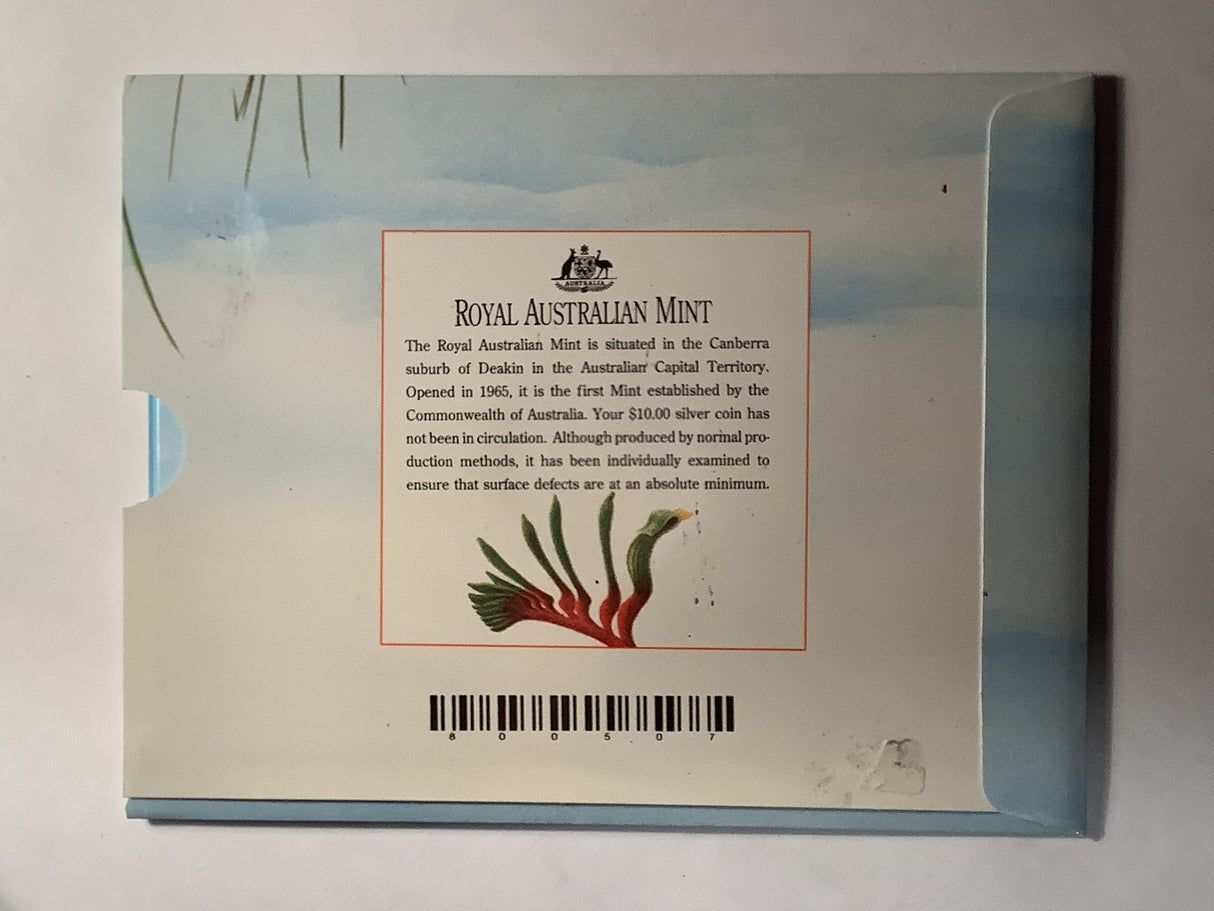 AUSTRALIA
ROYAL AUSTRALIAN MINT
The Royal Australian Mint is situated in the Canberra
suburb of Deakin in the Australian Capital Territory.
Opened in 1965, it is the first Mint established by the
Commonwealth of Australia. Your $10.00 silver coin has
not been in circulation. Although produced by normal pro-
duction methods, it has been individually examined to
ensure that surface defects are at an absolute minimum.
8 0 0 5 0 7